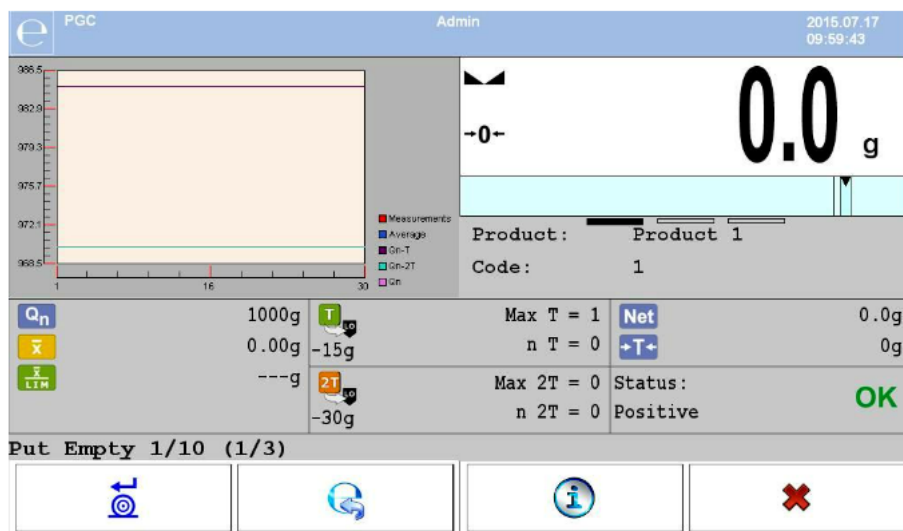 e PGC Admin 2015.07.17
09:59:43
986.5
982.9
979.3
975.7
972.1
968.5
1 16 30
Measurements
Average
Qn-T
Qn-2T
Qn
→0←
0.0 g
Product: Product 1
Code: 1
Qn 1000g
x̄ 0.00g
x̄ LIM ---g
T LO Max T = 1
-15g n T = 0
2T LO Max 2T = 0
-30g n 2T = 0
Net 0.0g
→T← 0g
Status: OK
Positive
Put Empty 1/10 (1/3)
i